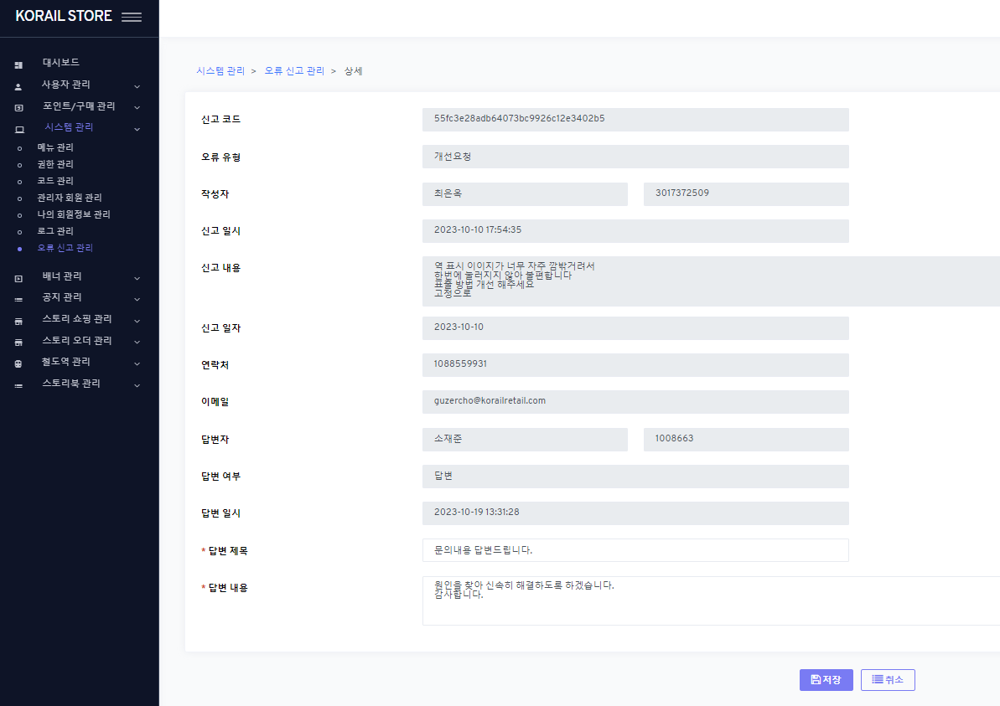 KORAIL STORE
대시보드
사용자 관리
포인트/구매 관리
시스템 관리
메뉴 관리
권한 관리
코드 관리
관리자 회원 관리
나의 회원정보 관리
로그 관리
오류 신고 관리
배너 관리
공지 관리
스토리 쇼핑 관리
스토리 오더 관리
철도역 관리
스토리북 관리
시스템 관리 > 오류 신고 관리 > 상세
신고 코드 55fc3e28adb64073bc9926c12e3402b5
오류 유형 개선요청
작성자 최은옥 3017372509
신고 일시 2023-10-10 17:54:35
신고 내용 역 표시 이이지가 너무 자주 깜밖거려서
한번에 눌러지지 않아 불편합니다
표출 방법 개선 해주세요
고정으로
신고 일자 2023-10-10
연락처 1088559931
이메일 guzercho@korailretail.com
답변자 소재준 1008663
답변 여부 답변
답변 일시 2023-10-19 13:31:28
* 답변 제목 문의내용 답변드립니다.
* 답변 내용 원인을 찾아 신속히 해결하도록 하겠습니다.
감사합니다.
저장 취소